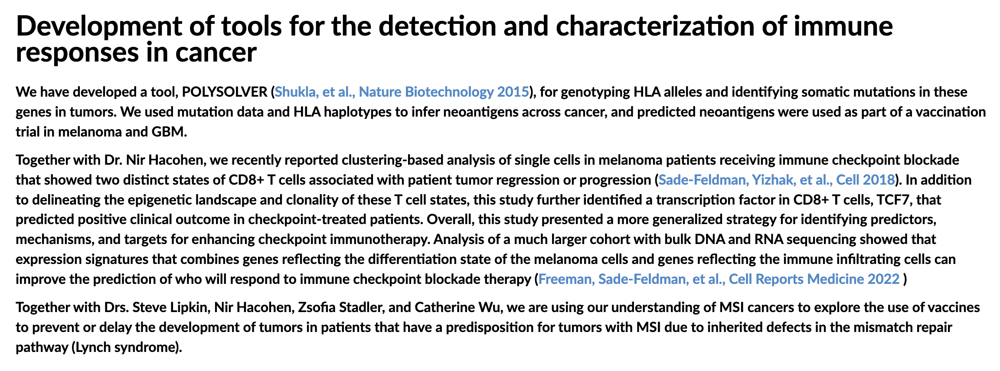 Development of tools for the detection and characterization of immune
responses in cancer
We have developed a tool, POLYSOLVER (Shukla, et al., Nature Biotechnology 2015), for genotyping HLA alleles and identifying somatic mutations in these
genes in tumors. We used mutation data and HLA haplotypes to infer neoantigens across cancer, and predicted neoantigens were used as part of a vaccination
trial in melanoma and GBM.
Together with Dr. Nir Hacohen, we recently reported clustering-based analysis of single cells in melanoma patients receiving immune checkpoint blockade
that showed two distinct states of CD8+ T cells associated with patient tumor regression or progression (Sade-Feldman, Yizhak, et al., Cell 2018). In addition
to delineating the epigenetic landscape and clonality of these T cell states, this study further identified a transcription factor in CD8+ T cells, TCF7, that
predicted positive clinical outcome in checkpoint-treated patients. Overall, this study presented a more generalized strategy for identifying predictors,
mechanisms, and targets for enhancing checkpoint immunotherapy. Analysis of a much larger cohort with bulk DNA and RNA sequencing showed that
expression signatures that combines genes reflecting the differentiation state of the melanoma cells and genes reflecting the immune infiltrating cells can
improve the prediction of who will respond to immune checkpoint blockade therapy (Freeman, Sade-Feldman, et al., Cell Reports Medicine 2022 )
Together with Drs. Steve Lipkin, Nir Hacohen, Zsofia Stadler, and Catherine Wu, we are using our understanding of MSI cancers to explore the use of vaccines
to prevent or delay the development of tumors in patients that have a predisposition for tumors with MSI due to inherited defects in the mismatch repair
pathway (Lynch syndrome).